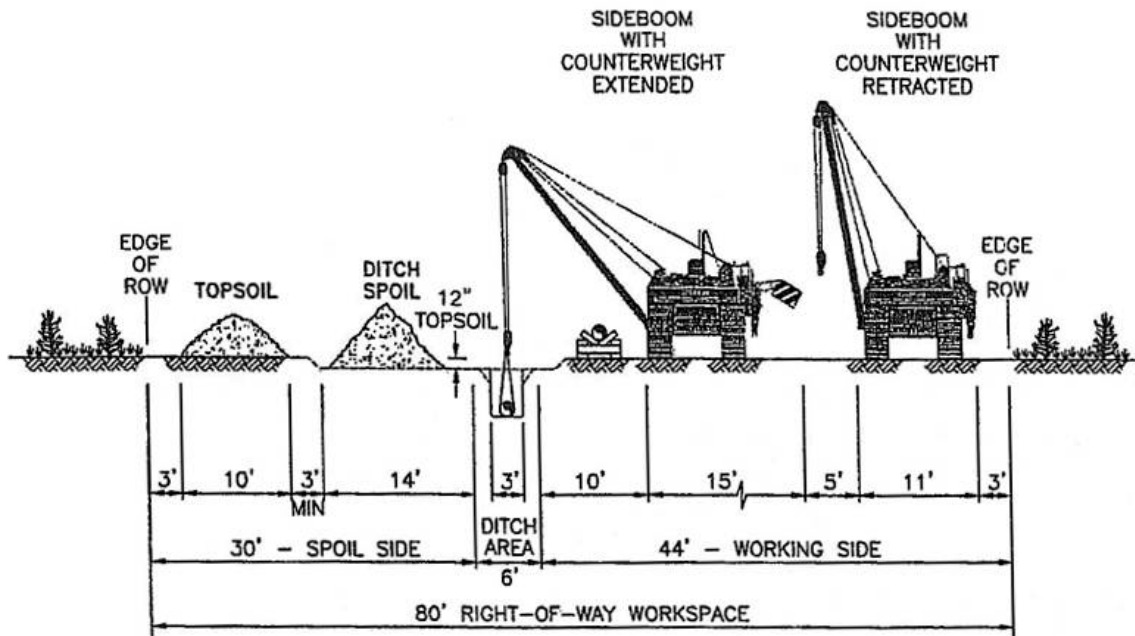 SIDEBOOM
WITH
COUNTERWEIGHT
EXTENDED
SIDEBOOM
WITH
COUNTERWEIGHT
RETRACTED
EDGE
OF
ROW
TOPSOIL
DITCH
SPOIL
12"
TOPSOIL
EDGE
OF
ROW
3'
10'
3'
MIN
14'
3'
10'
15'
5'
11'
3'
30' - SPOIL SIDE
DITCH
AREA
6'
44' - WORKING SIDE
80' RIGHT-OF-WAY WORKSPACE